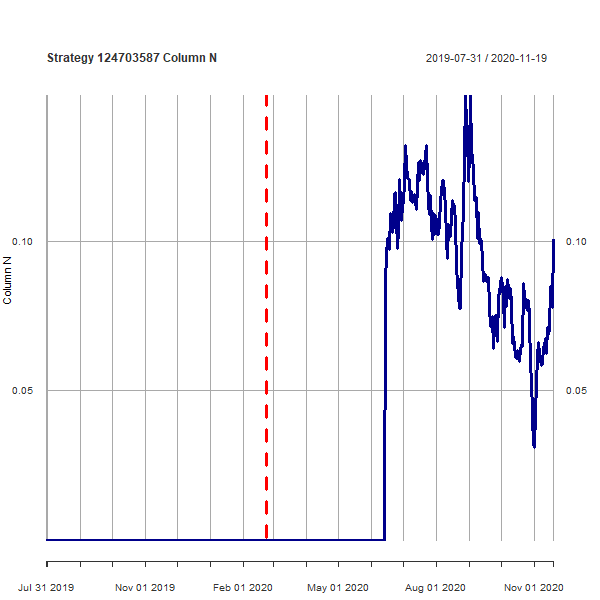 Strategy 124703587 Column N
2019-07-31 / 2020-11-19
Column N
0.10
0.10
0.05
0.05
Jul 31 2019
Nov 01 2019
Feb 01 2020
May 01 2020
Aug 01 2020
Nov 01 2020